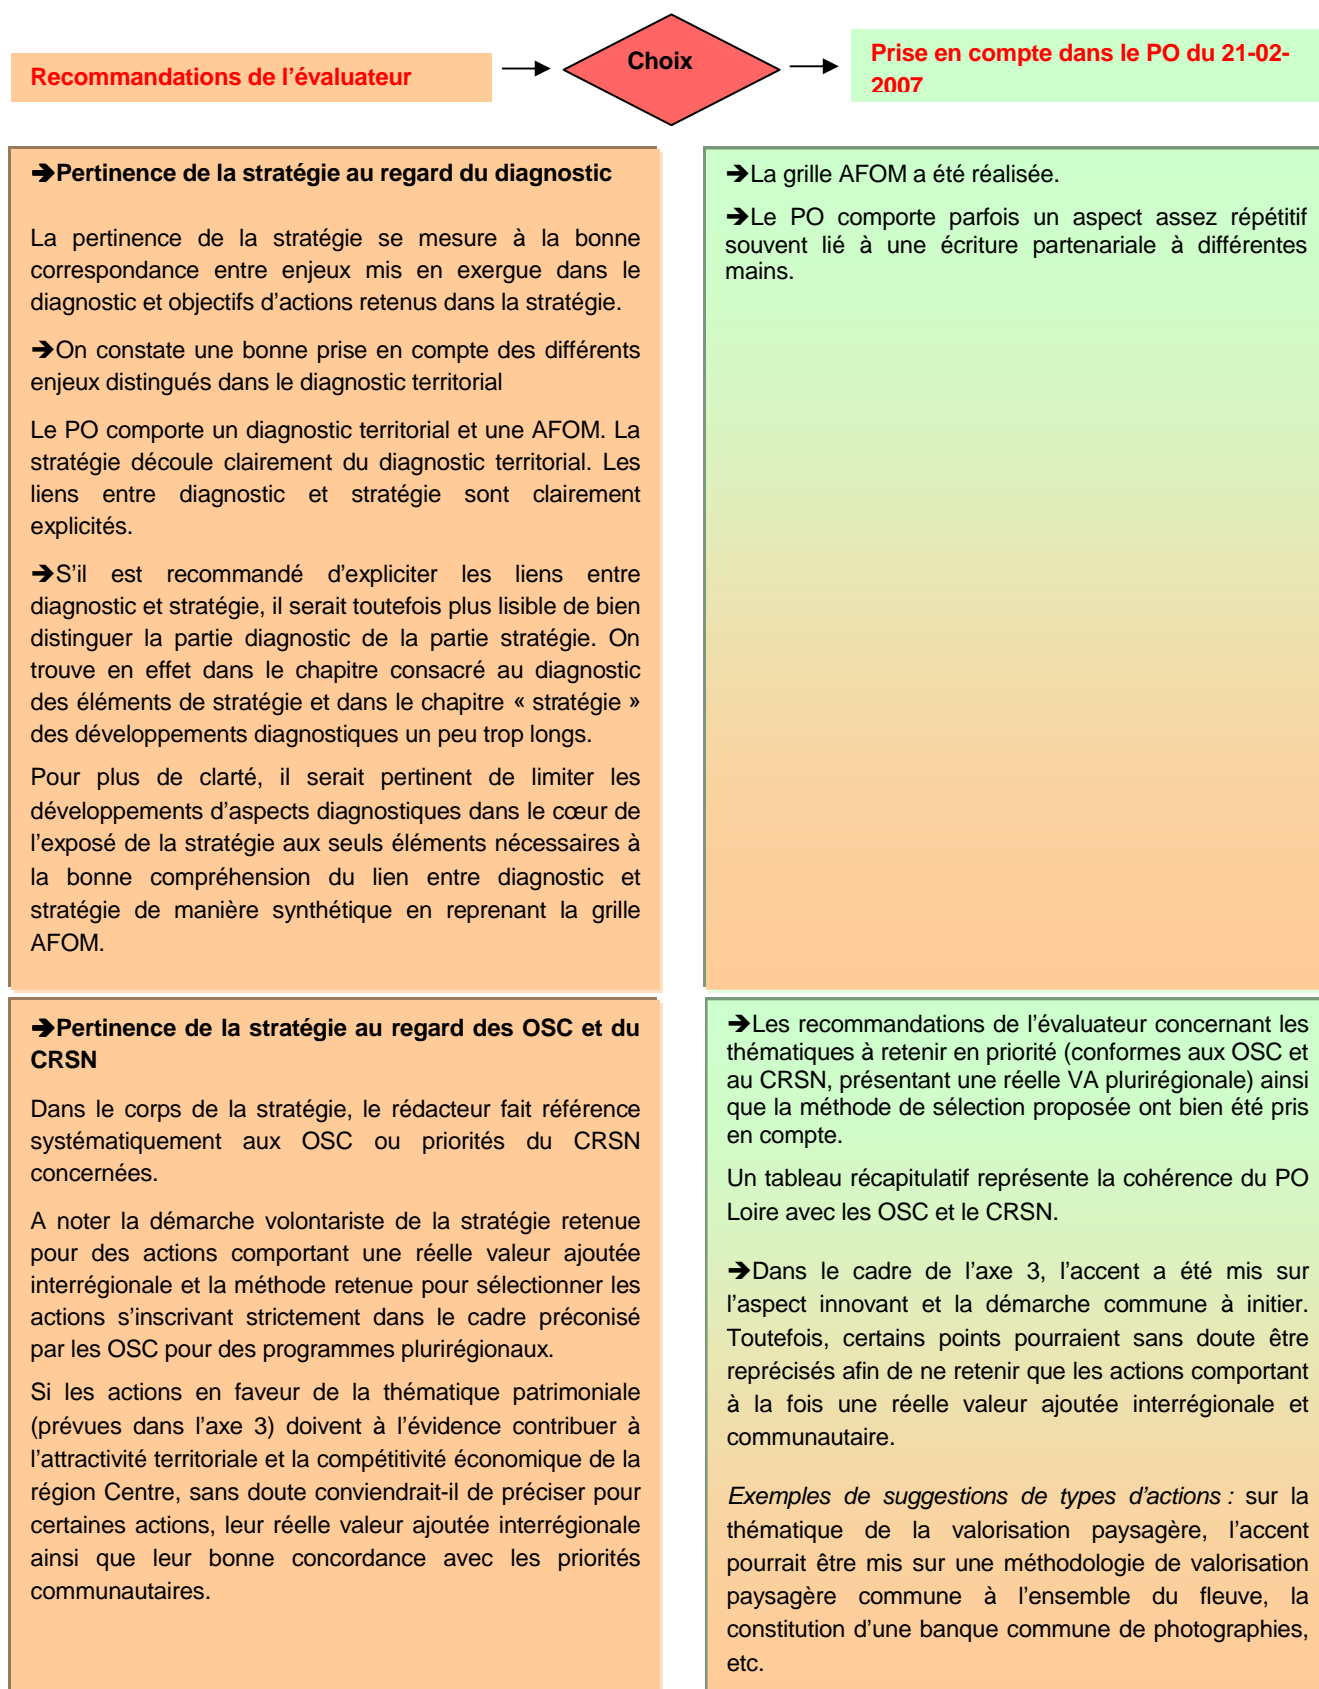 Recommandations de l'évaluateur
Choix
Prise en compte dans le PO du 21-02-
2007
➔Pertinence de la stratégie au regard du diagnostic
La pertinence de la stratégie se mesure à la bonne
correspondance entre enjeux mis en exergue dans le
diagnostic et objectifs d'actions retenus dans la stratégie.
➔On constate une bonne prise en compte des différents
enjeux distingués dans le diagnostic territorial
Le PO comporte un diagnostic territorial et une AFOM. La
stratégie découle clairement du diagnostic territorial. Les
liens entre diagnostic et stratégie sont clairement
explicités.
➔S'il est recommandé d'expliciter les liens entre
diagnostic et stratégie, il serait toutefois plus lisible de bien
distinguer la partie diagnostic de la partie stratégie. On
trouve en effet dans le chapitre consacré au diagnostic
des éléments de stratégie et dans le chapitre « stratégie »
des développements diagnostiques un peu trop longs.
Pour plus de clarté, il serait pertinent de limiter les
développements d'aspects diagnostiques dans le cœur de
l'exposé de la stratégie aux seuls éléments nécessaires à
la bonne compréhension du lien entre diagnostic et
stratégie de manière synthétique en reprenant la grille
AFOM.
➔La grille AFOM a été réalisée.
➔Le PO comporte parfois un aspect assez répétitif
souvent lié à une écriture partenariale à différentes
mains.
➔Pertinence de la stratégie au regard des OSC et du
CRSN
Dans le corps de la stratégie, le rédacteur fait référence
systématiquement aux OSC ou priorités du CRSN
concernées.
A noter la démarche volontariste de la stratégie retenue
pour des actions comportant une réelle valeur ajoutée
interrégionale et la méthode retenue pour sélectionner les
actions s'inscrivant strictement dans le cadre préconisé
par les OSC pour des programmes plurirégionaux.
Si les actions en faveur de la thématique patrimoniale
(prévues dans l'axe 3) doivent à l'évidence contribuer à
l'attractivité territoriale et la compétitivité économique de la
région Centre, sans doute conviendrait-il de préciser pour
certaines actions, leur réelle valeur ajoutée interrégionale
ainsi que leur bonne concordance avec les priorités
communautaires.
➔Les recommandations de l'évaluateur concernant les
thématiques à retenir en priorité (conformes aux OSC et
au CRSN, présentant une réelle VA plurirégionale) ainsi
que la méthode de sélection proposée ont bien été pris
en compte.
Un tableau récapitulatif représente la cohérence du PO
Loire avec les OSC et le CRSN.
➔Dans le cadre de l'axe 3, l'accent a été mis sur
l'aspect innovant et la démarche commune à initier.
Toutefois, certains points pourraient sans doute être
reprécisés afin de ne retenir que les actions comportant
à la fois une réelle valeur ajoutée interrégionale et
communautaire.
Exemples de suggestions de types d'actions : sur la
thématique de la valorisation paysagère, l'accent
pourrait être mis sur une méthodologie de valorisation
paysagère commune à l'ensemble du fleuve, la
constitution d'une banque commune de photographies,
etc.